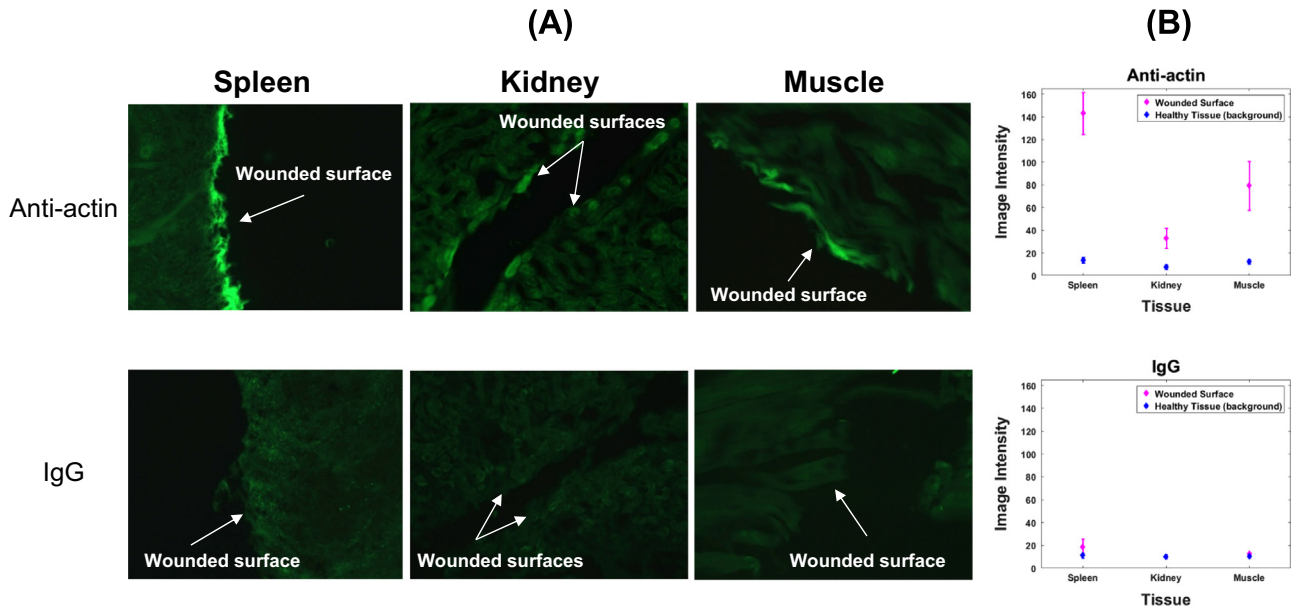 (A)
(B)
Spleen
Kidney
Muscle
Anti-actin
Wounded surface
Wounded surfaces
Wounded surface
IgG
Wounded surface
Wounded surfaces
Wounded surface
Anti-actin
Wounded Surface
Healthy Tissue (background)
Image Intensity
160
140
120
100
80
60
40
20
0
Spleen
Kidney
Muscle
Tissue
IgG
Wounded Surface
Healthy Tissue (background)
Image Intensity
160
140
120
100
80
60
40
20
0
Spleen
Kidney
Muscle
Tissue